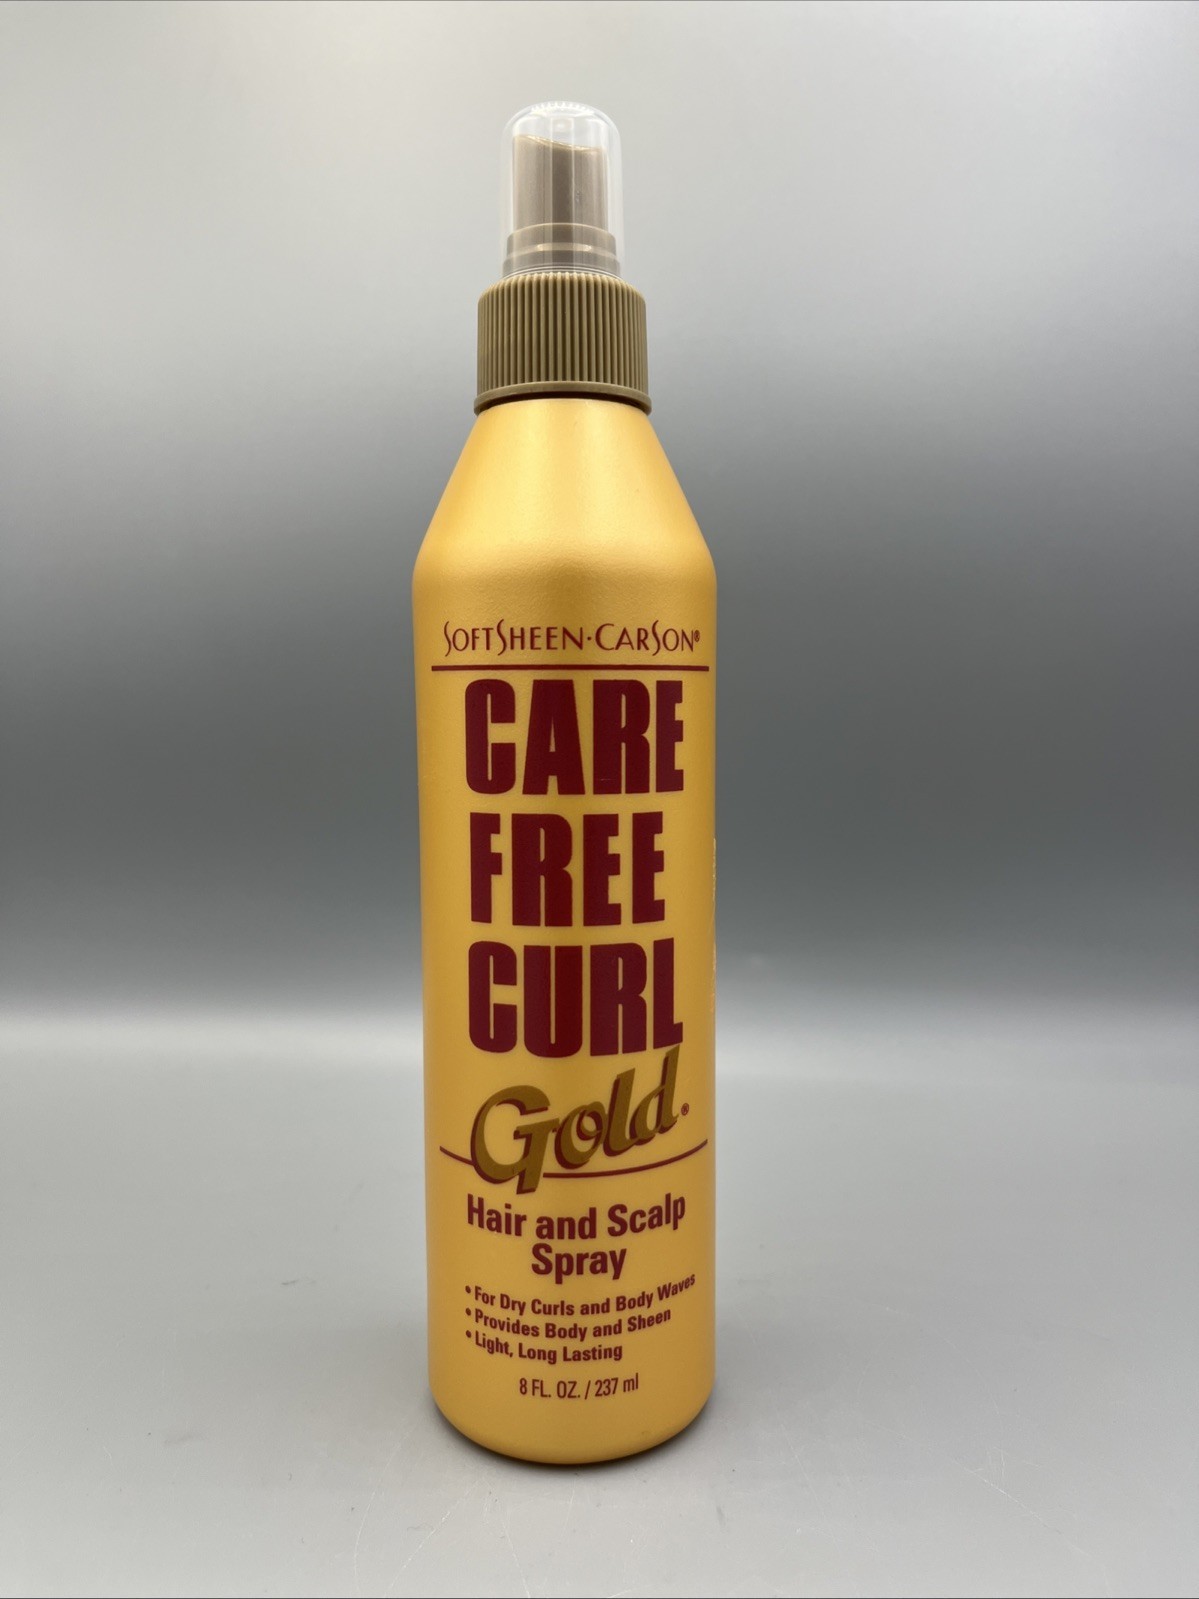 SOFTSHEEN·CARSON®
CARE
FREE
CURL
Gold®
Hair and Scalp
Spray
• For Dry Curls and Body Waves
• Provides Body and Sheen
• Light, Long Lasting
8 FL. OZ. / 237 ml